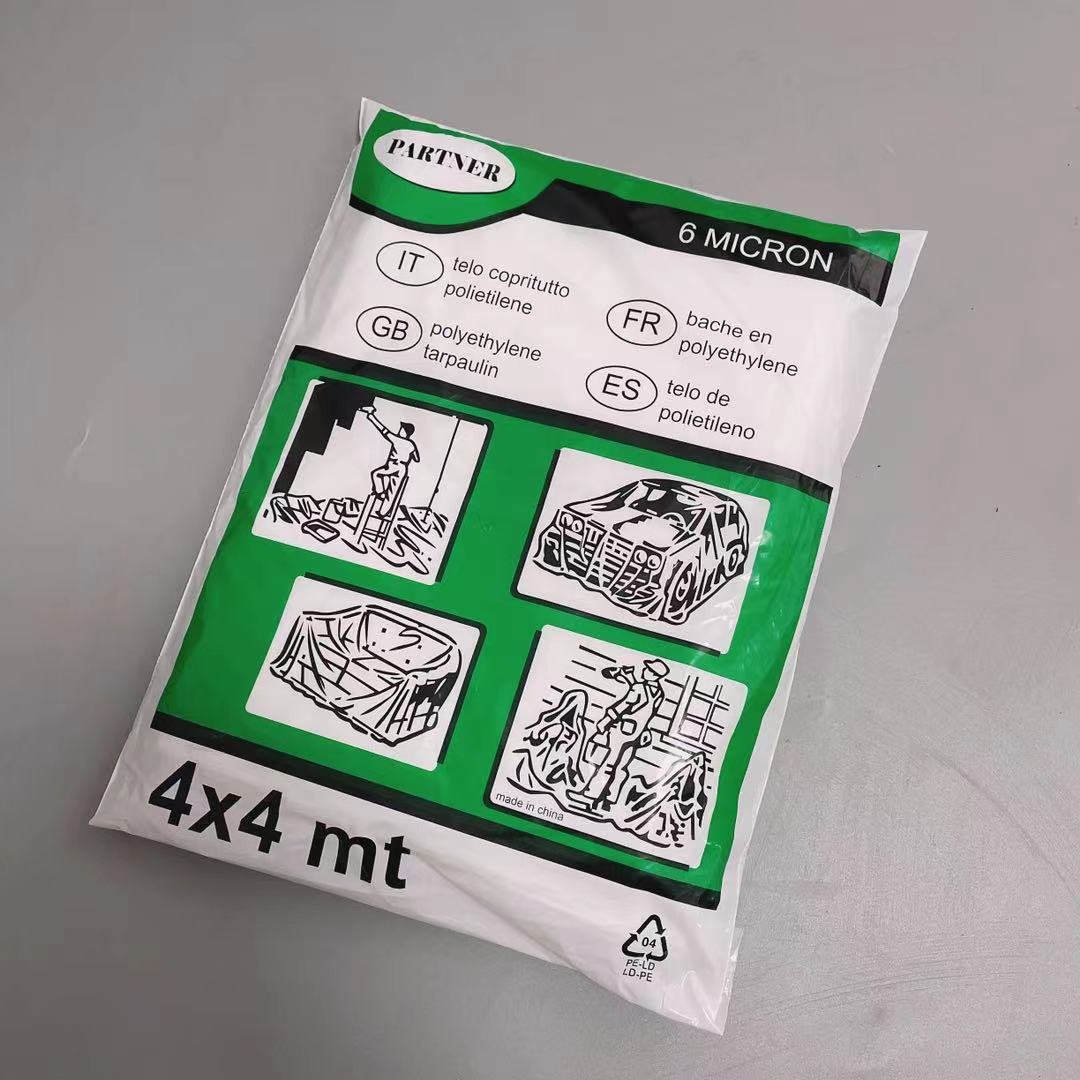 PARTNER
6 MICRON
IT
telo copritutto
polietilene
GB
polyethylene
tarpaulin
FR
bache en
polyethylene
ES
telo de
polietileno
made in china
4x4 mt
04
PE-LD
LD-PE